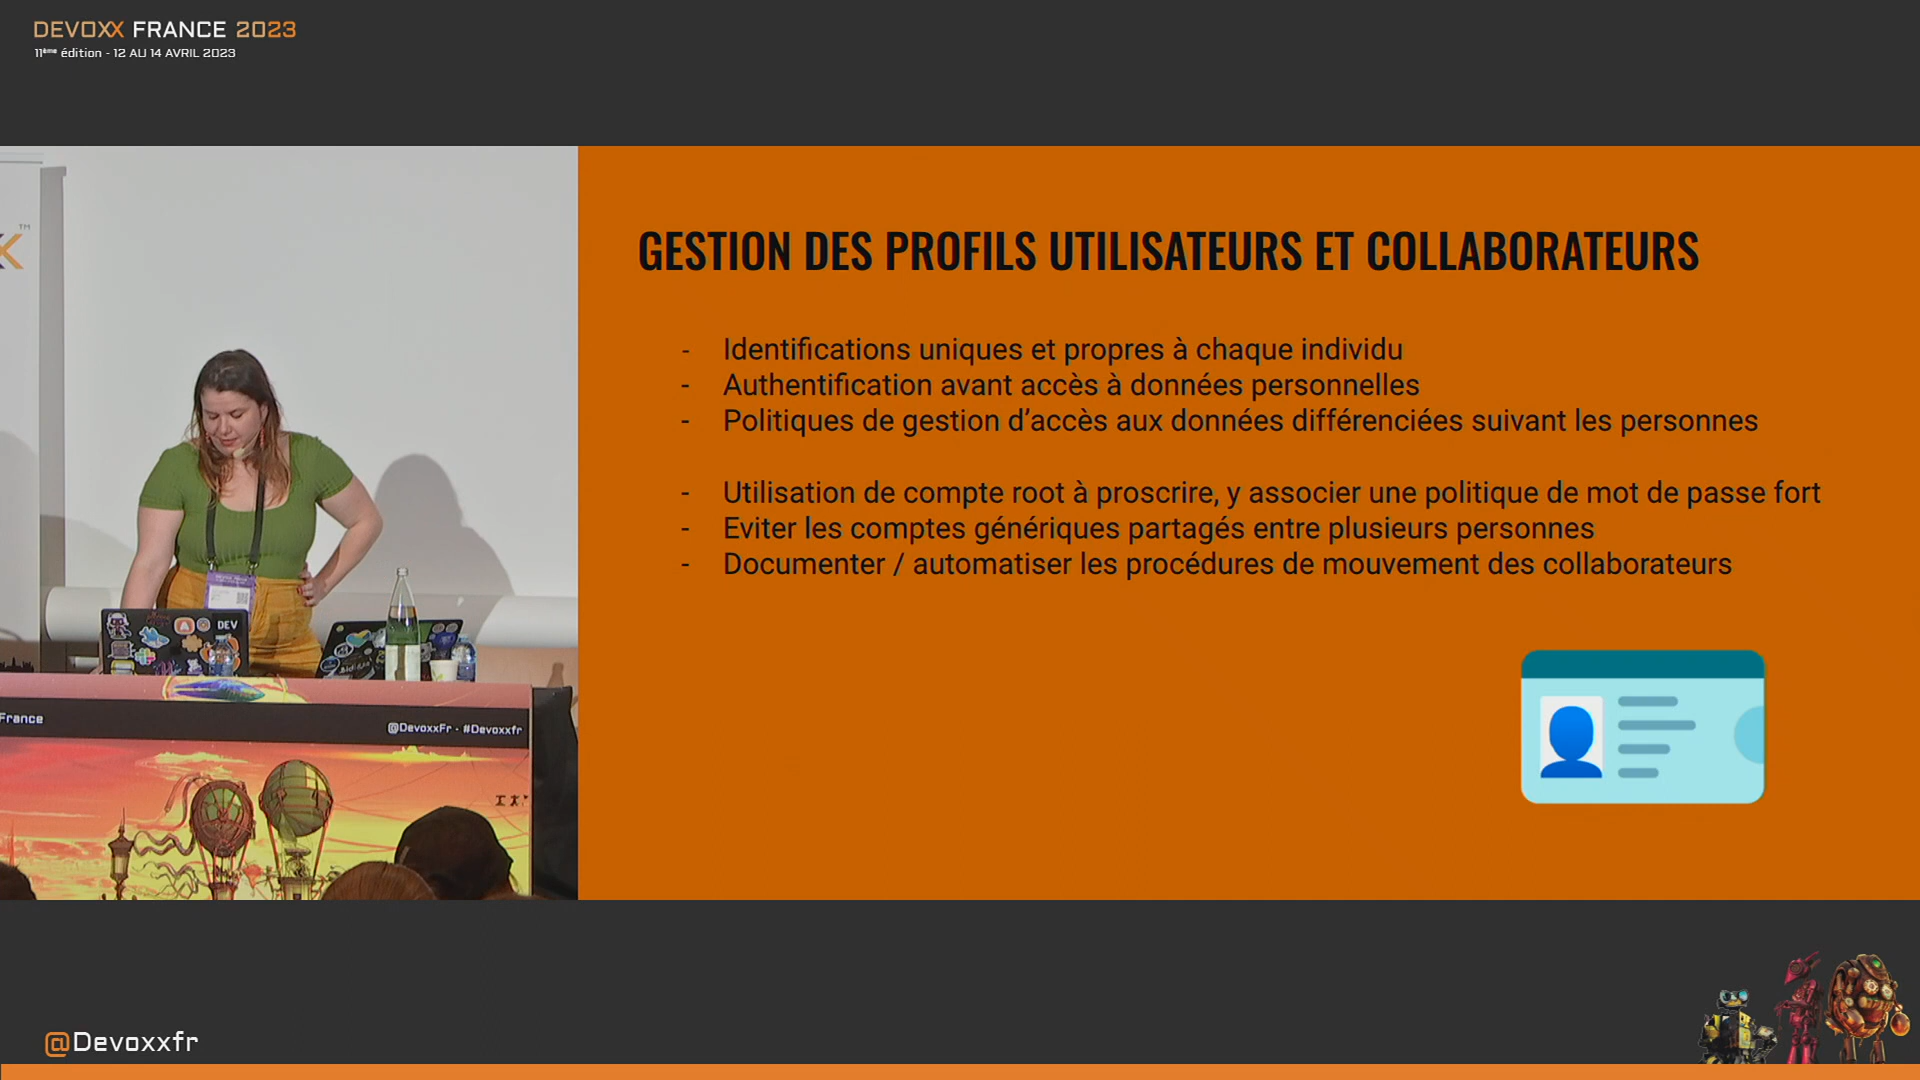 DEVOXX FRANCE 2023
11ème édition - 12 AU 14 AVRIL 2023
X™
GESTION DES PROFILS UTILISATEURS ET COLLABORATEURS
- Identifications uniques et propres à chaque individu
- Authentification avant accès à données personnelles
- Politiques de gestion d’accès aux données différenciées suivant les personnes
- Utilisation de compte root à proscrire, y associer une politique de mot de passe fort
- Eviter les comptes génériques partagés entre plusieurs personnes
- Documenter / automatiser les procédures de mouvement des collaborateurs
DEV
France
@DevoxxFr - #Devoxxfr
@Devoxxfr